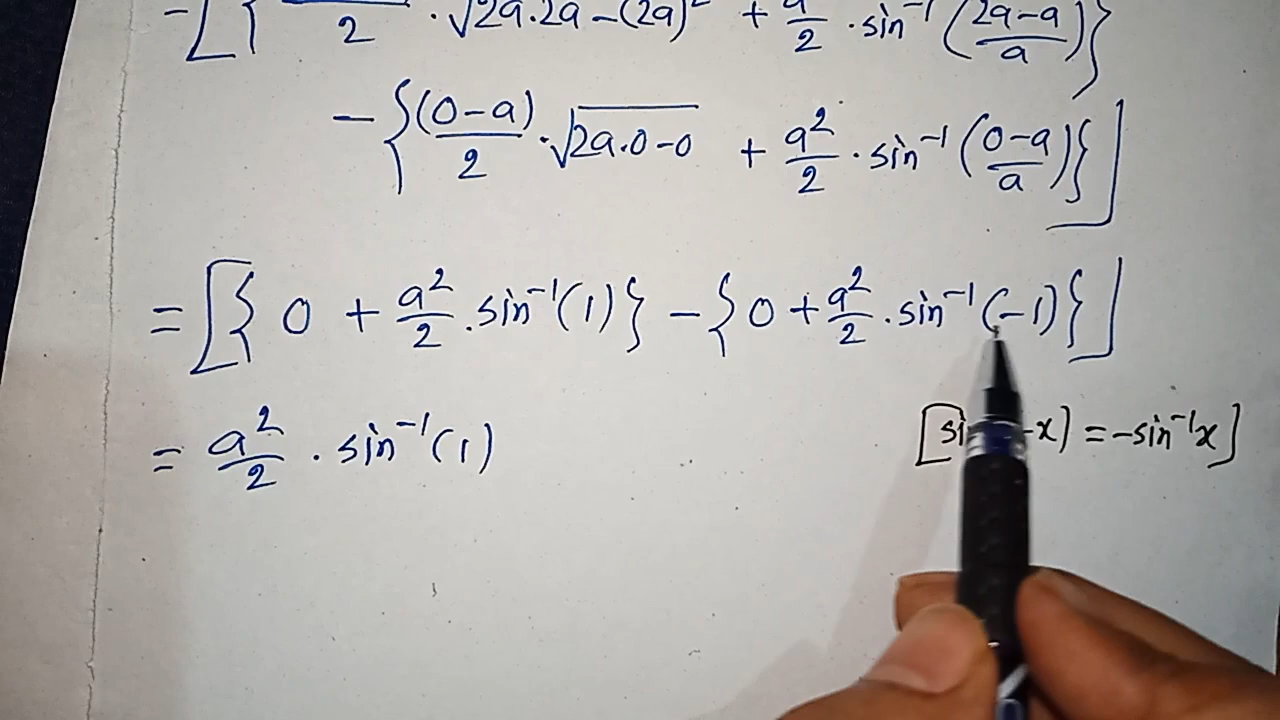 = [{ /2 · √2a·2a−(2a)² + a/2 · sin⁻¹ ((2a−a)/a)}
− {(0−a)/2 · √2a·0−0 + a²/2 · sin⁻¹ ((0−a)/a)}]
= [{ 0 + a²/2 · sin⁻¹(1)} − {0 + a²/2 · sin⁻¹(−1)}]
= a²/2 · sin⁻¹(1) [si −x) = −sin⁻¹x]